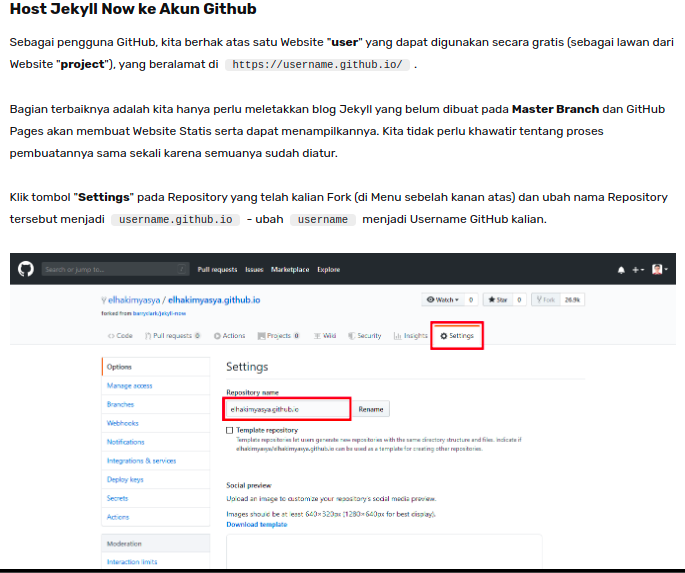 Host Jekyll Now ke Akun Github
Sebagai pengguna GitHub, kita berhak atas satu Website "user" yang dapat digunakan secara gratis (sebagai lawan dari
Website "project"), yang beralamat di https://username.github.io/ .
Bagian terbaiknya adalah kita hanya perlu meletakkan blog Jekyll yang belum dibuat pada Master Branch dan GitHub
Pages akan membuat Website Statis serta dapat menampilkannya. Kita tidak perlu khawatir tentang proses
pembuatannya sama sekali karena semuanya sudah diatur.
Klik tombol "Settings" pada Repository yang telah kalian Fork (di Menu sebelah kanan atas) dan ubah nama Repository
tersebut menjadi username.github.io - ubah username menjadi Username GitHub kalian.
Search or jump to... / Pull requests Issues Marketplace Explore
elhakimyasya / elhakimyasya.github.io Watch 0 Star 0 Fork 26.9k
forked from barryclark/jekyll-now
Code Pull requests 0 Actions Projects 0 Wiki Security Insights Settings
Options
Manage access
Branches
Webhooks
Notifications
Integrations & services
Deploy keys
Secrets
Actions
Moderation
Interaction limits
Settings
Repository name
elhakimyasya.github.io Rename
Template repository
Template repositories let users generate new repositories with the same directory structure and files. Indicate if
elhakimyasya/elhakimyasya.github.io can be used as a template for creating other repositories.
Social preview
Upload an image to customize your repository's social media preview.
Images should be at least 640×320px (1280×640px for best display).
Download template